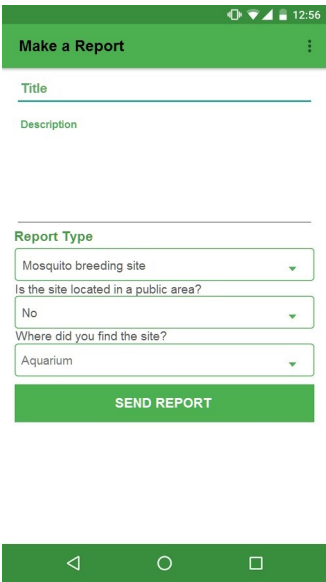 12:56
Make a Report
Title
Description
Report Type
Mosquito breeding site
Is the site located in a public area?
No
Where did you find the site?
Aquarium
SEND REPORT